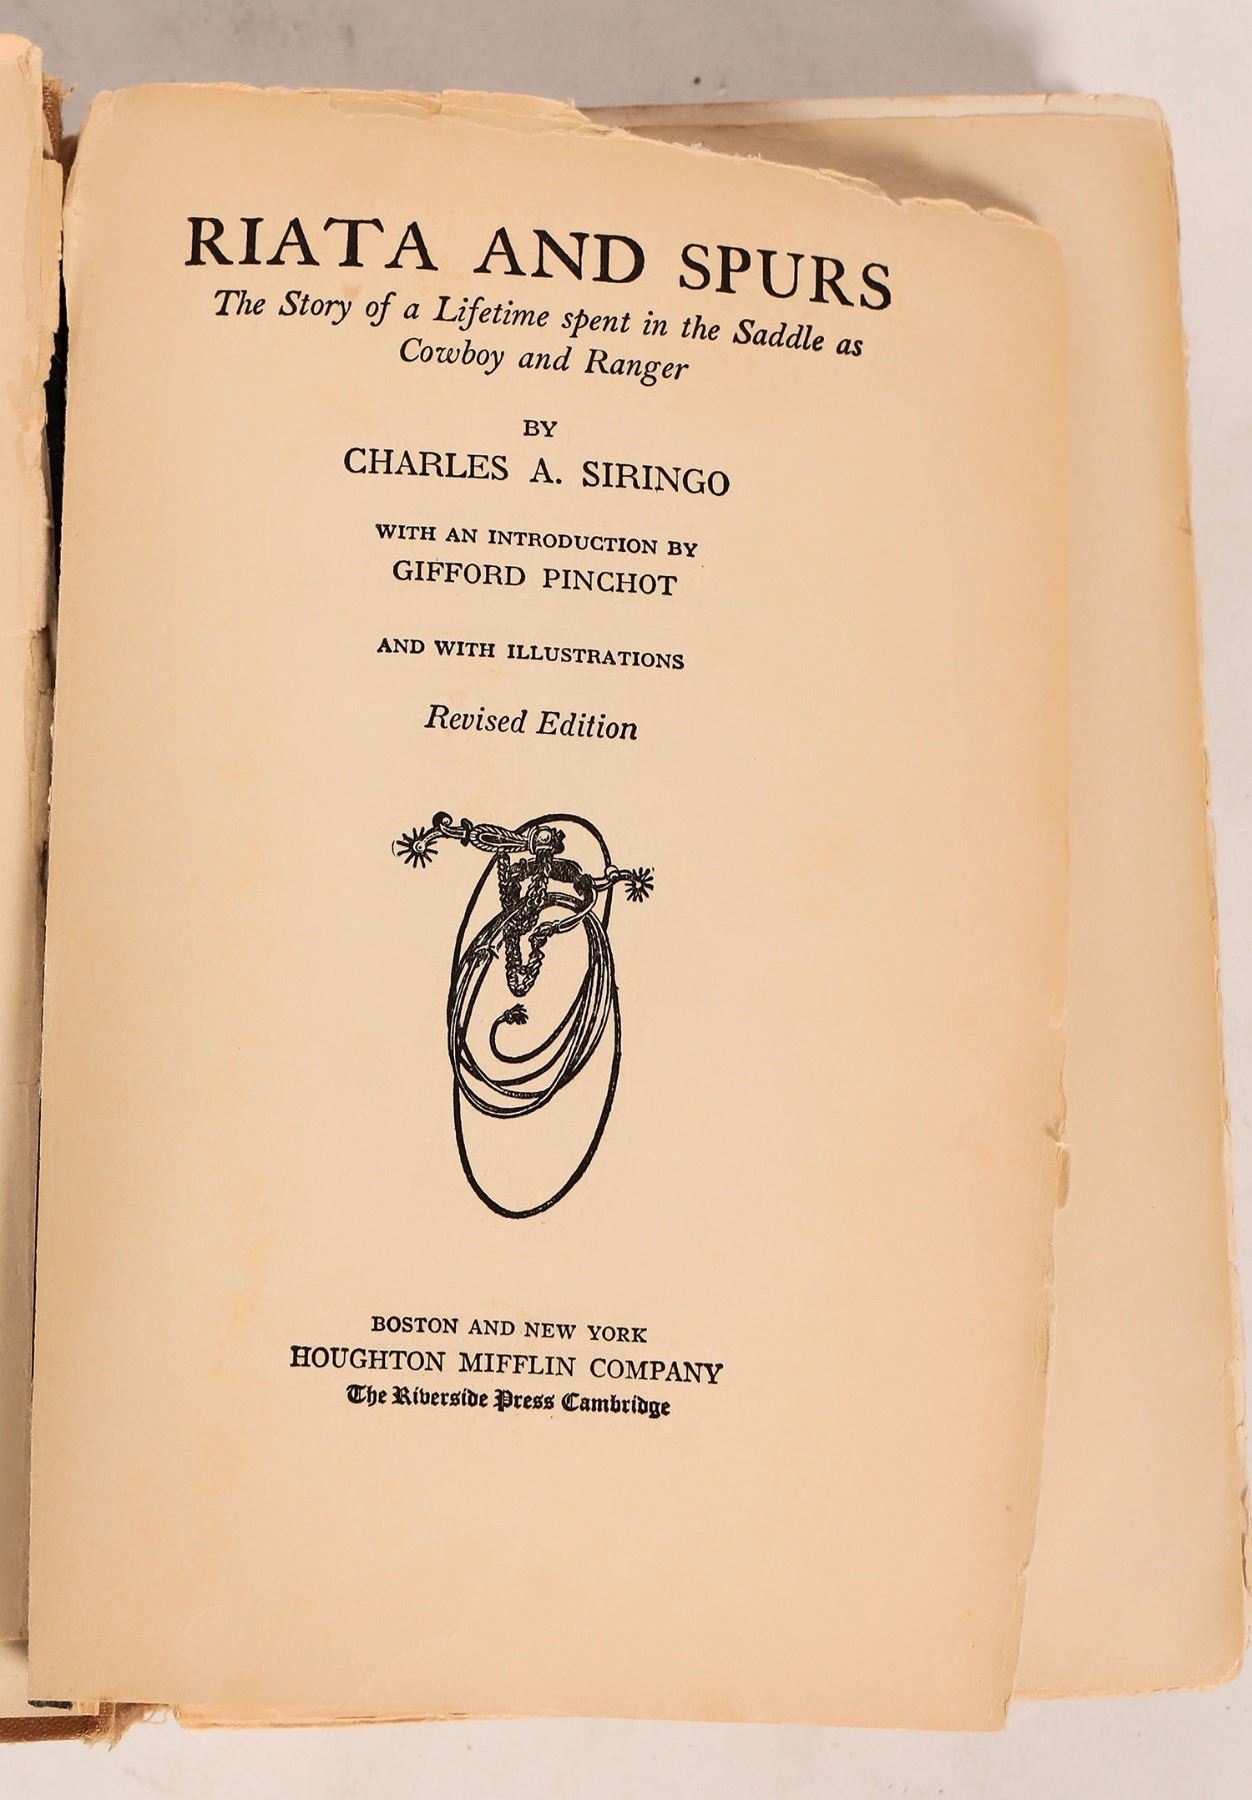 RIATA AND SPURS
The Story of a Lifetime spent in the Saddle as
Cowboy and Ranger
BY
CHARLES A. SIRINGO
WITH AN INTRODUCTION BY
GIFFORD PINCHOT
AND WITH ILLUSTRATIONS
Revised Edition
BOSTON AND NEW YORK
HOUGHTON MIFFLIN COMPANY
The Riverside Press Cambridge